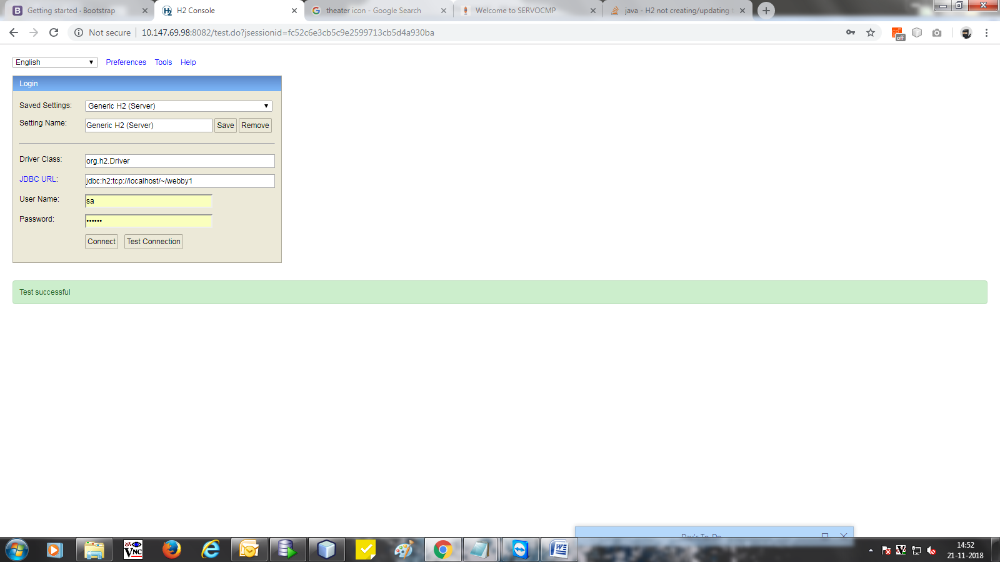 Getting started · Bootstrap
H2 Console
theater icon - Google Search
Welcome to SERVOCMP
java - H2 not creating/updating
Not secure
10.147.69.98:8082/test.do?jsessionid=fc52c6e3cb5c9e2599713cb5d4a930ba
off
English
Preferences
Tools
Help
Login
Saved Settings:
Generic H2 (Server)
Setting Name:
Generic H2 (Server)
Save
Remove
Driver Class:
org.h2.Driver
JDBC URL:
jdbc:h2:tcp://localhost/~/webby1
User Name:
sa
Password:
••••••
Connect
Test Connection
Test successful
Day's To-Do
VNC
14:52
21-11-2018